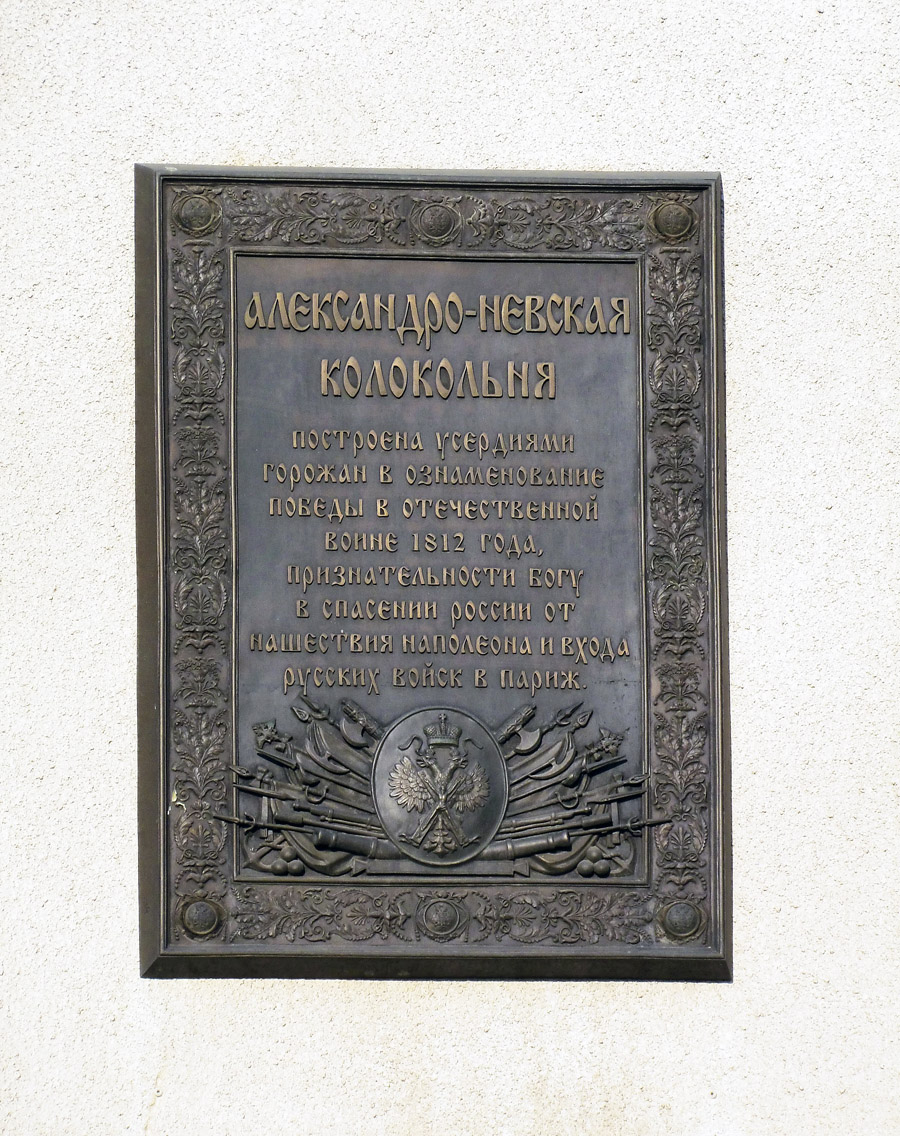 АЛЕКСАНДРО-НЕВСКАЯ
КОЛОКОЛЬНЯ
ПОСТРОЕНА УСЕРДИЯМИ
ГОРОЖАН В ОЗНАМЕНОВАНИЕ
ПОБЕДЫ В ОТЕЧЕСТВЕННОЙ
ВОИНЕ 1812 ГОДА,
ПРИЗНАТЕЛЬНОСТИ БОГУ
В СПАСЕНИИ РОССИИ ОТ
НАШЕСТВИЯ НАПОЛЕОНА И ВХОДА
РУССКИХ ВОЙСК В ПАРИЖ.